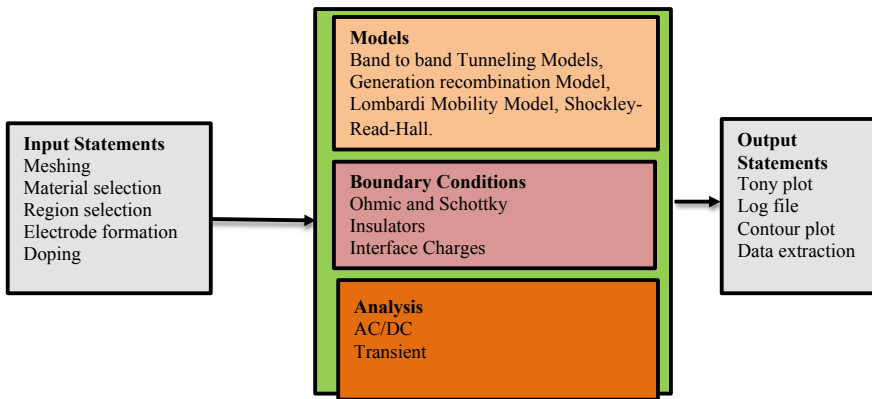 Input Statements
Meshing
Material selection
Region selection
Electrode formation
Doping
Models
Band to band Tunneling Models,
Generation recombination Model,
Lombardi Mobility Model, Shockley-
Read-Hall.
Boundary Conditions
Ohmic and Schottky
Insulators
Interface Charges
Analysis
AC/DC
Transient
Output
Statements
Tony plot
Log file
Contour plot
Data extraction